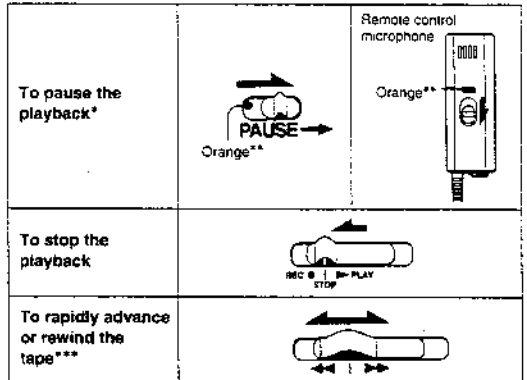 To pause the
playback*
PAUSE
Orange**
Remote control
microphone
Orange**
To stop the
playback
REC PLAY
STOP
To rapidly advance
or rewind the
tape***